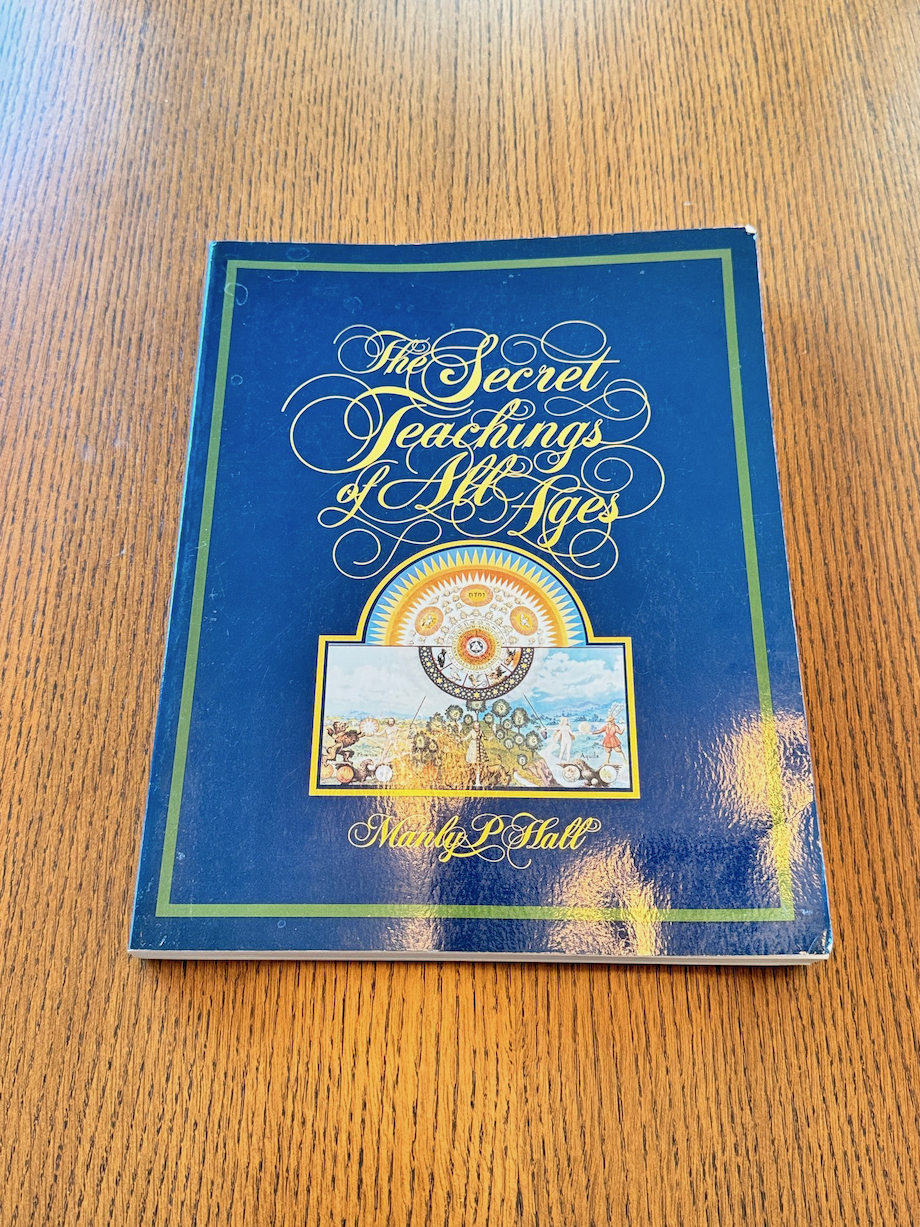 The Secret
Teachings
of All Ages
Manly P Hall